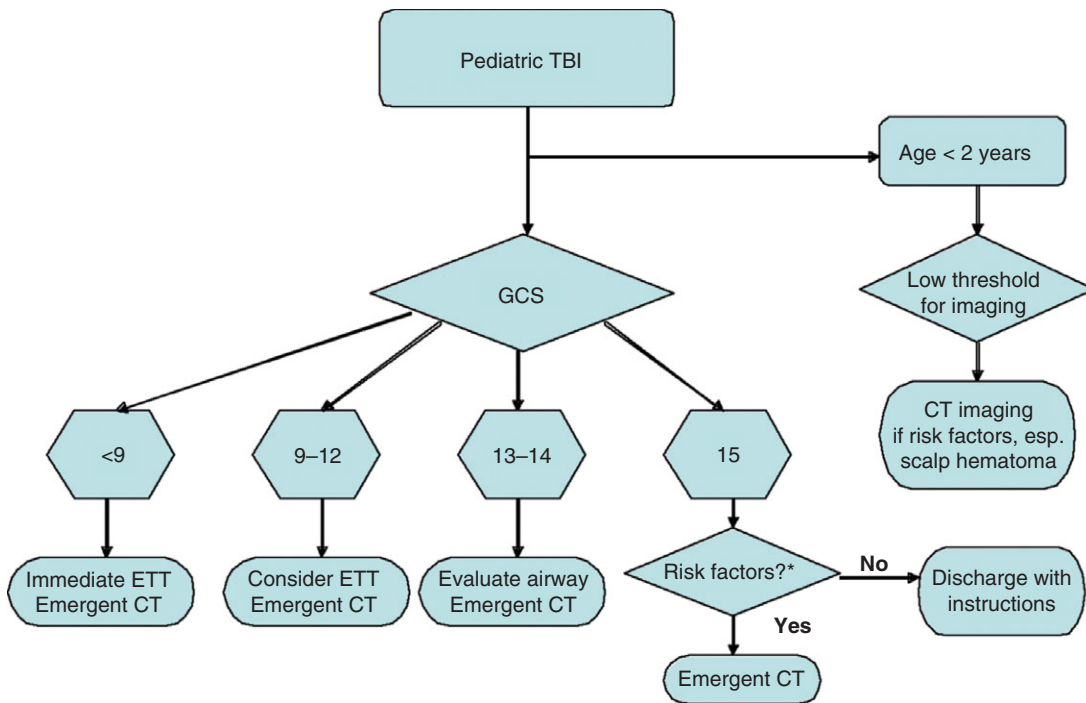 Pediatric TBI
Age < 2 years
GCS
Low threshold
for imaging
CT imaging
if risk factors, esp.
scalp hematoma
<9
9–12
13–14
15
Immediate ETT
Emergent CT
Consider ETT
Emergent CT
Evaluate airway
Emergent CT
Risk factors?*
No
Discharge with
instructions
Yes
Emergent CT